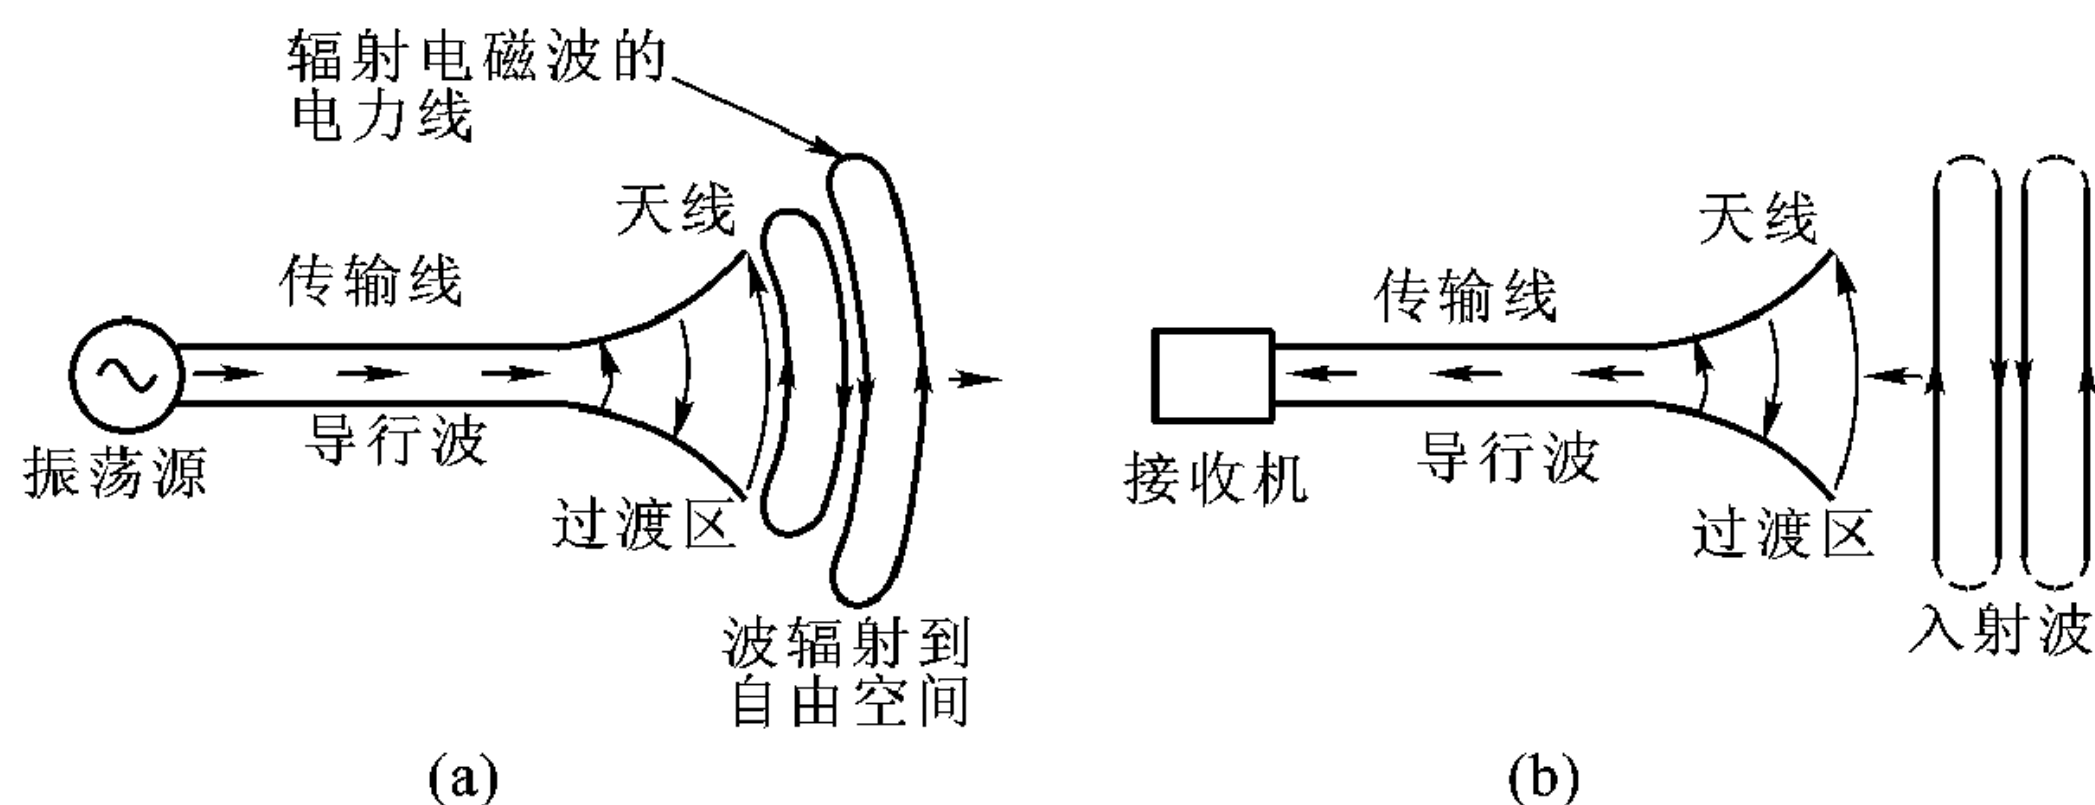 辐射电磁波的
电力线
天线
传输线
导行波
振荡源
过渡区
波辐射到
自由空间
(a)
天线
传输线
导行波
接收机
过渡区
入射波
(b)